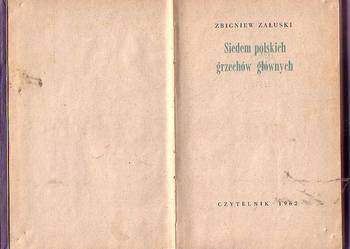 ZBIGNIEW ZAŁUSKI
Siedem polskich
grzechów głównych
CZYTELNIK 1962